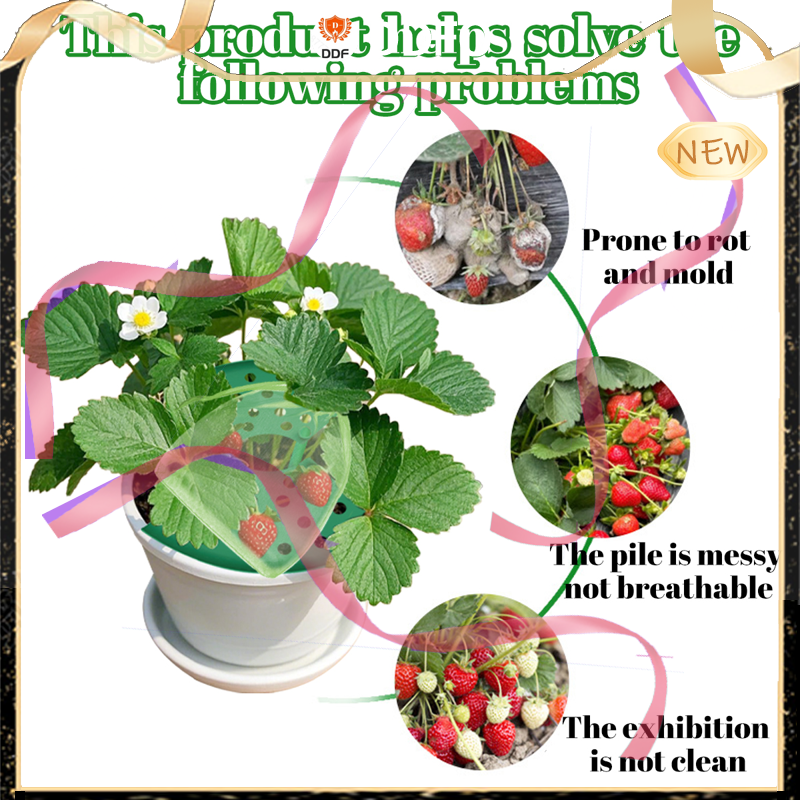 This product helps solve the
following problems
DDF
NEW
Prone to rot
and mold
The pile is messy
not breathable
The exhibition
is not clean